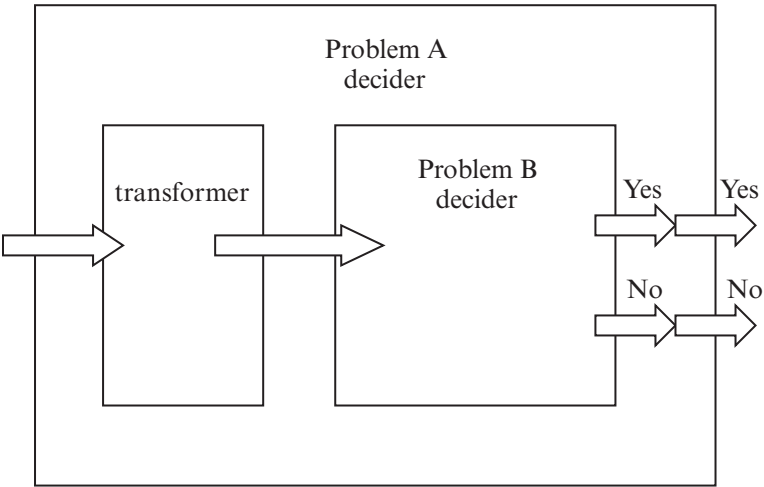 Problem A
decider
transformer
Problem B
decider
Yes
Yes
No
No